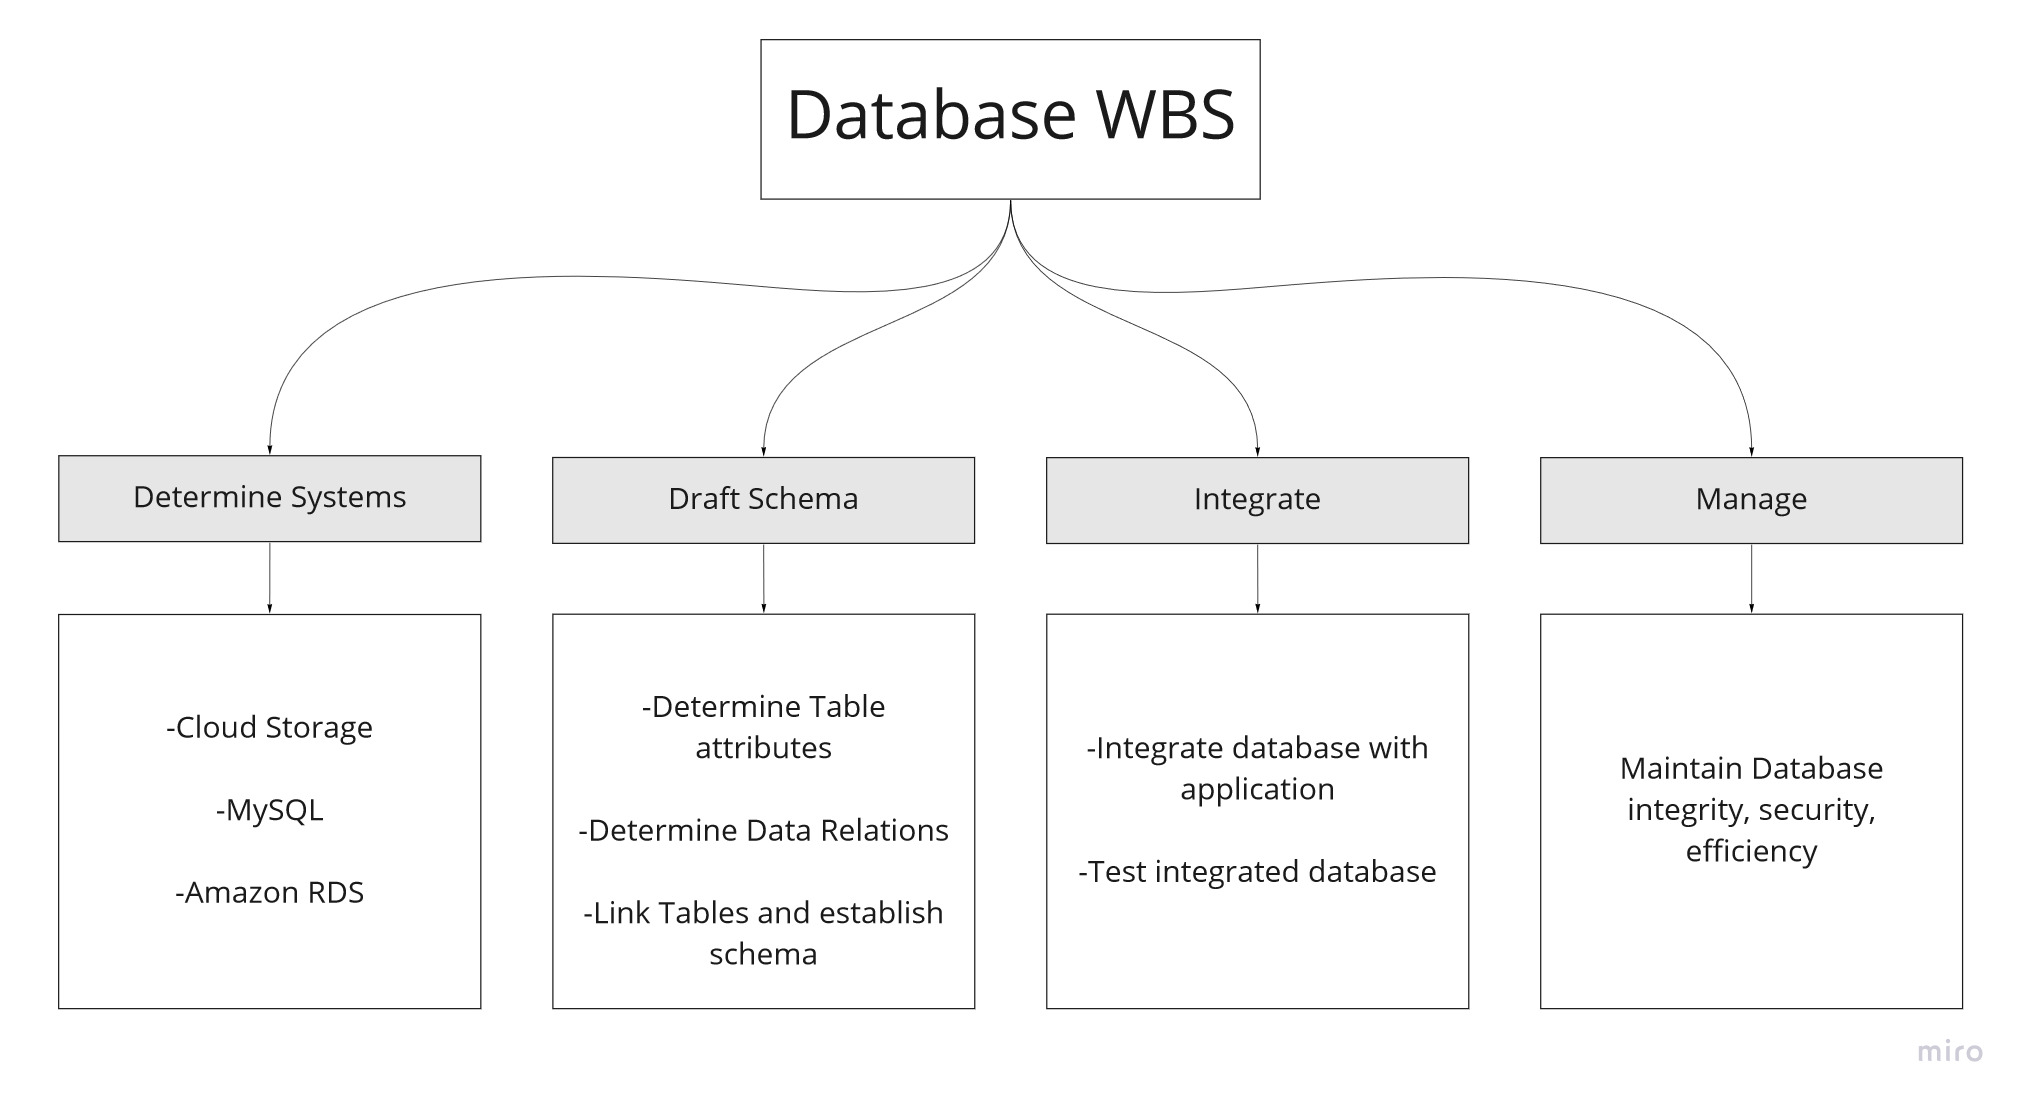 Database WBS
Determine Systems
Draft Schema
Integrate
Manage
-Cloud Storage
-MySQL
-Amazon RDS
-Determine Table
attributes
-Determine Data Relations
-Link Tables and establish
schema
-Integrate database with
application
-Test integrated database
Maintain Database
integrity, security,
efficiency
miro